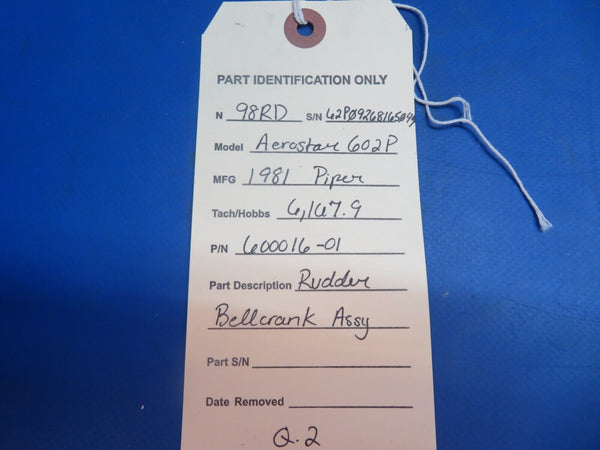 PART IDENTIFICATION ONLY
N 98RD S/N 62P09268165099
Model Aerostar 602P
MFG 1981 Piper
Tach/Hobbs 6,167.9
P/N 600016-01
Part Description Rudder
Bellcrank Assy
Part S/N
Date Removed
Q.2